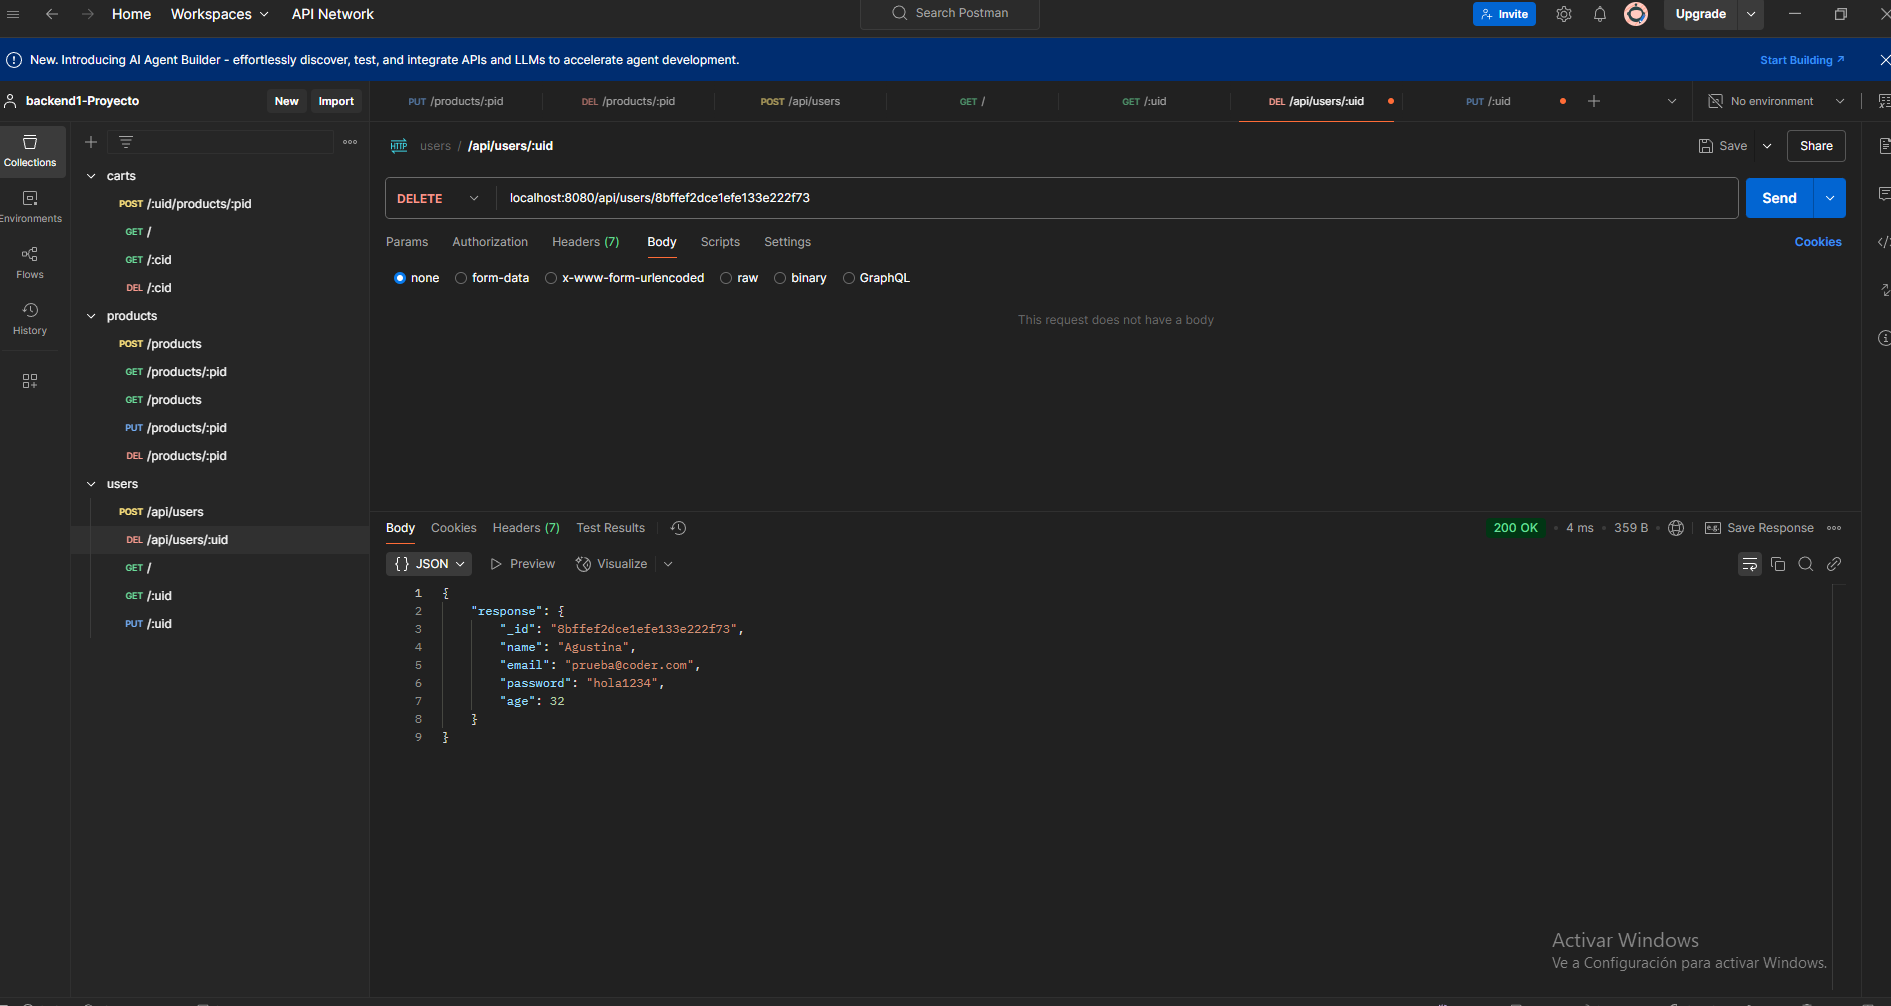 Home Workspaces API Network Search Postman Invite Upgrade
New. Introducing AI Agent Builder - effortlessly discover, test, and integrate APIs and LLMs to accelerate agent development. Start Building
backend1-Proyecto New Import
PUT /products/:pid DEL /products/:pid POST /api/users GET / GET /:uid DEL /api/users/:uid PUT /:uid No environment
Collections
Environments
Flows
History
carts
POST /:uid/products/:pid
GET /
GET /:cid
DEL /:cid
products
POST /products
GET /products/:pid
GET /products
PUT /products/:pid
DEL /products/:pid
users
POST /api/users
DEL /api/users/:uid
GET /
GET /:uid
PUT /:uid
HTTP users / /api/users/:uid Save Share
DELETE localhost:8080/api/users/8bffef2dce1efe133e222f73 Send
Params Authorization Headers (7) Body Scripts Settings Cookies
none form-data x-www-form-urlencoded raw binary GraphQL
This request does not have a body
Body Cookies Headers (7) Test Results 200 OK 4 ms 359 B e.g. Save Response
{} JSON Preview Visualize
1 {
2 "response": {
3 "_id": "8bffef2dce1efe133e222f73",
4 "name": "Agustina",
5 "email": "prueba@coder.com",
6 "password": "hola1234",
7 "age": 32
8 }
9 }
Activar Windows
Ve a Configuración para activar Windows.